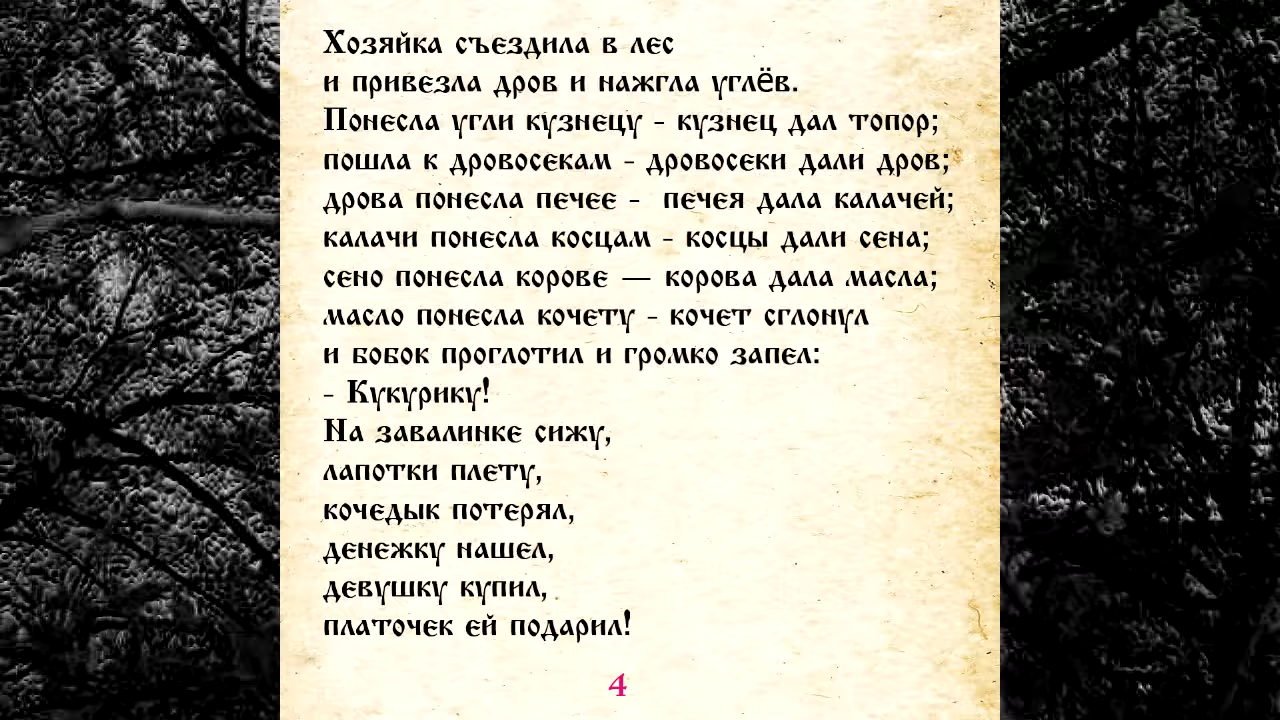 Хозяйка съездила в лес
и привезла дров и нажгла углёв.
Понесла угли кузнецу - кузнец дал топор;
пошла к дровосекам - дровосеки дали дров;
дрова понесла печее -  печея дала калачей;
калачи понесла косцам - косцы дали сена;
сено понесла корове — корова дала масла;
масло понесла кочету - кочет сглонул
и бобок проглотил и громко запел:
- Кукурику!
На завалинке сижу,
лапотки плету,
кочедык потерял,
денежку нашел,
девушку купил,
платочек ей подарил!
4